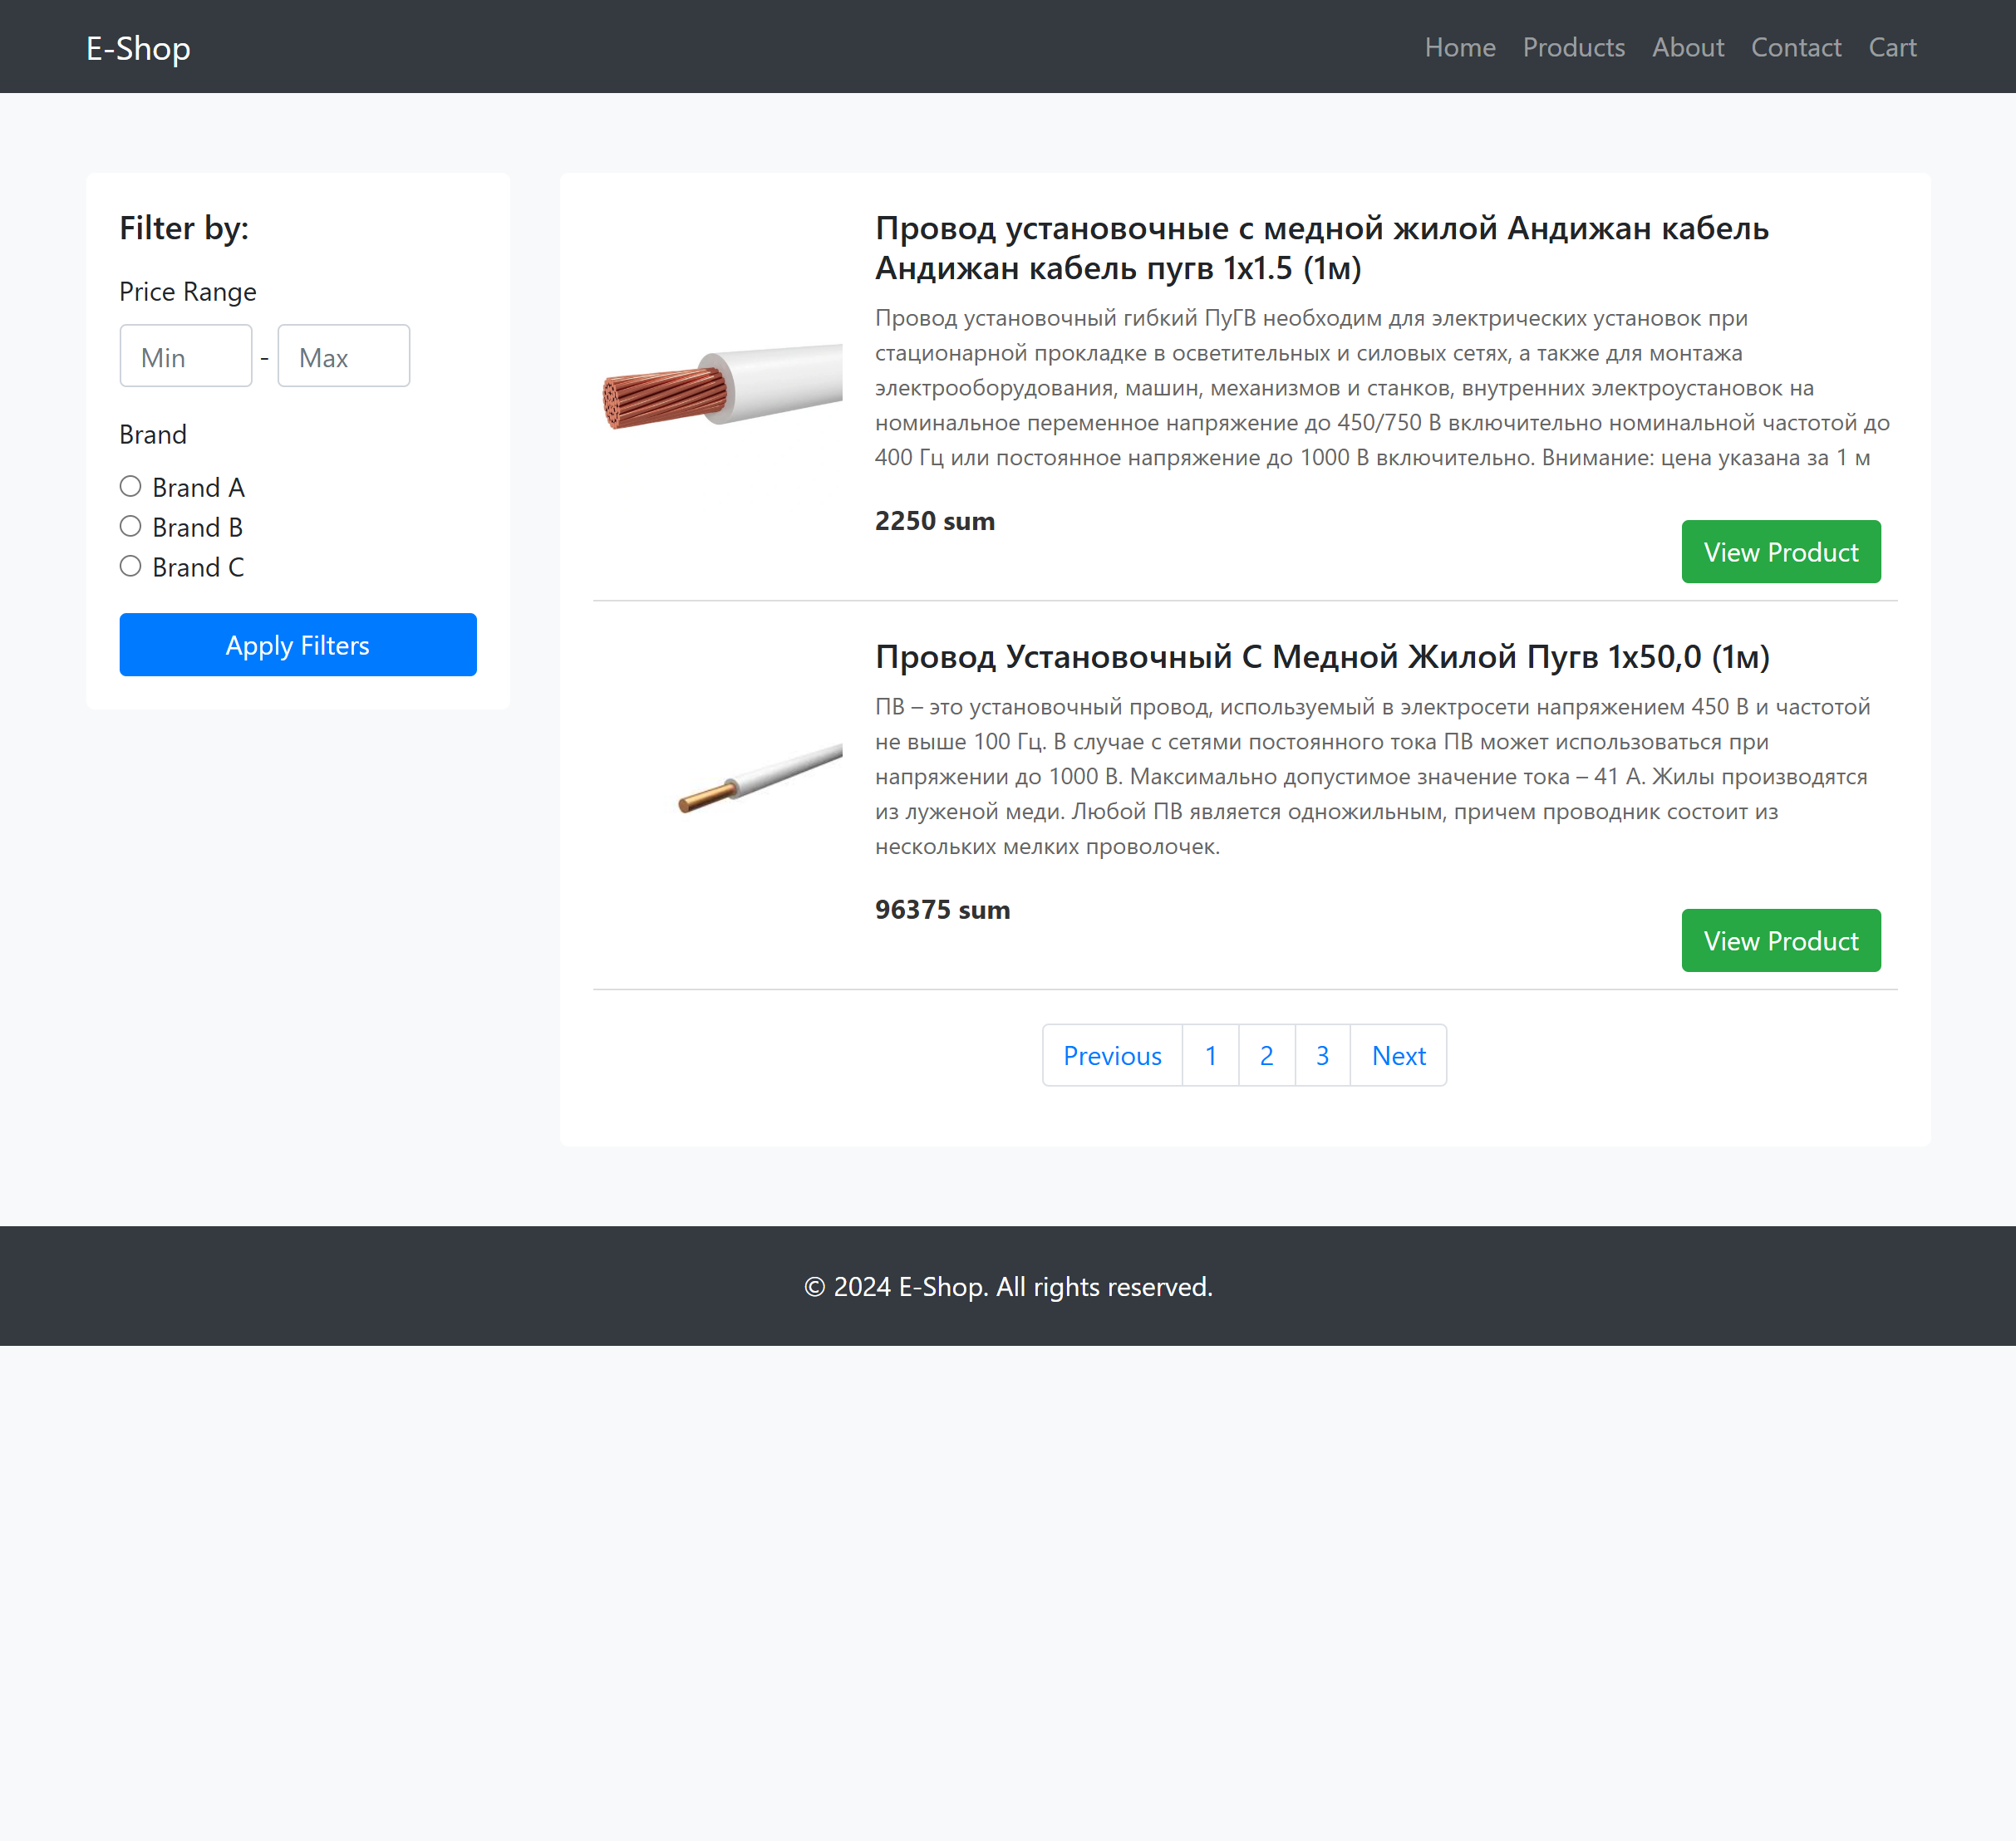 E-Shop
Home
Products
About
Contact
Cart
Filter by:
Price Range
Min - Max
Brand
Brand A
Brand B
Brand C
Apply Filters
Провод установочные с медной жилой Андижан кабель
Андижан кабель пугв 1x1.5 (1м)
Провод установочный гибкий ПуГВ необходим для электрических установок при
стационарной прокладке в осветительных и силовых сетях, а также для монтажа
электрооборудования, машин, механизмов и станков, внутренних электроустановок на
номинальное переменное напряжение до 450/750 В включительно номинальной частотой до
400 Гц или постоянное напряжение до 1000 В включительно. Внимание: цена указана за 1 м
2250 sum
View Product
Провод Установочный С Медной Жилой Пугв 1x50,0 (1м)
ПВ – это установочный провод, используемый в электросети напряжением 450 В и частотой
не выше 100 Гц. В случае с сетями постоянного тока ПВ может использоваться при
напряжении до 1000 В. Максимально допустимое значение тока – 41 А. Жилы производятся
из луженой меди. Любой ПВ является одножильным, причем проводник состоит из
нескольких мелких проволочек.
96375 sum
View Product
Previous 1 2 3 Next
© 2024 E-Shop. All rights reserved.